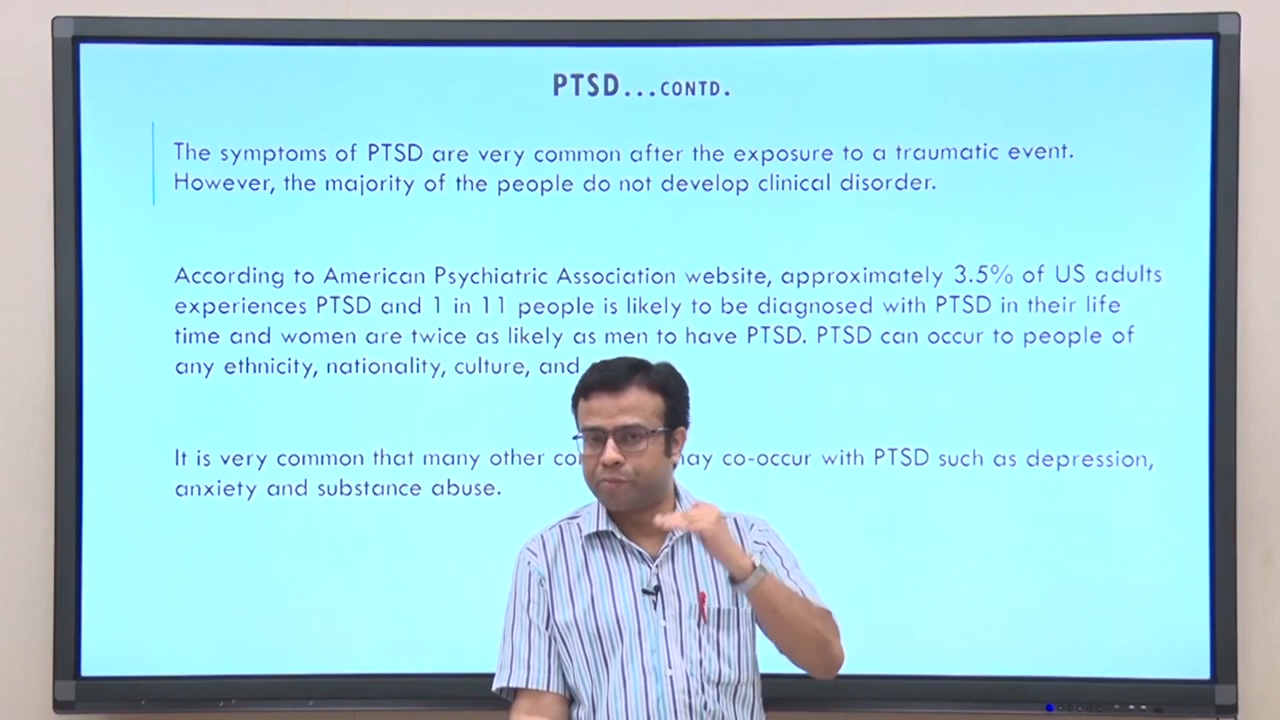 PTSD...CONTD.
The symptoms of PTSD are very common after the exposure to a traumatic event.
However, the majority of the people do not develop clinical disorder.
According to American Psychiatric Association website, approximately 3.5% of US adults
experiences PTSD and 1 in 11 people is likely to be diagnosed with PTSD in their life
time and women are twice as likely as men to have PTSD. PTSD can occur to people of
any ethnicity, nationality, culture, and
It is very common that many other may co-occur with PTSD such as depression,
anxiety and substance abuse.